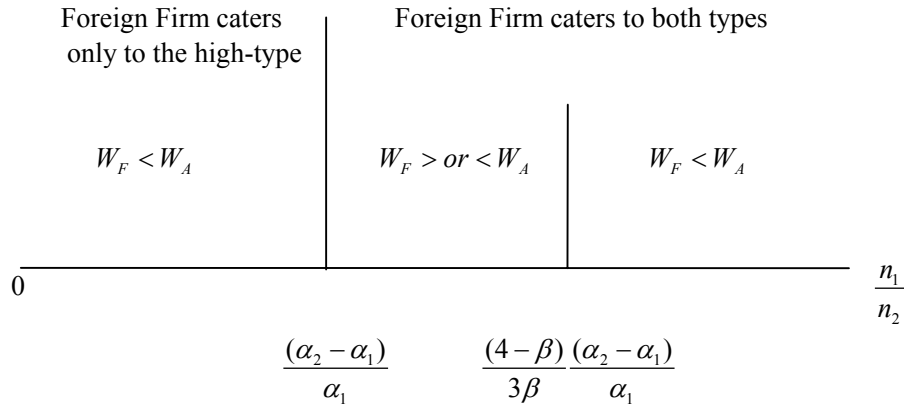 Foreign Firm caters
only to the high-type
Foreign Firm caters to both types
W_F < W_A
W_F > or < W_A
W_F < W_A
0
n_1/n_2
(α_2 − α_1)/α_1
(4 − β)/3β (α_2 − α_1)/α_1